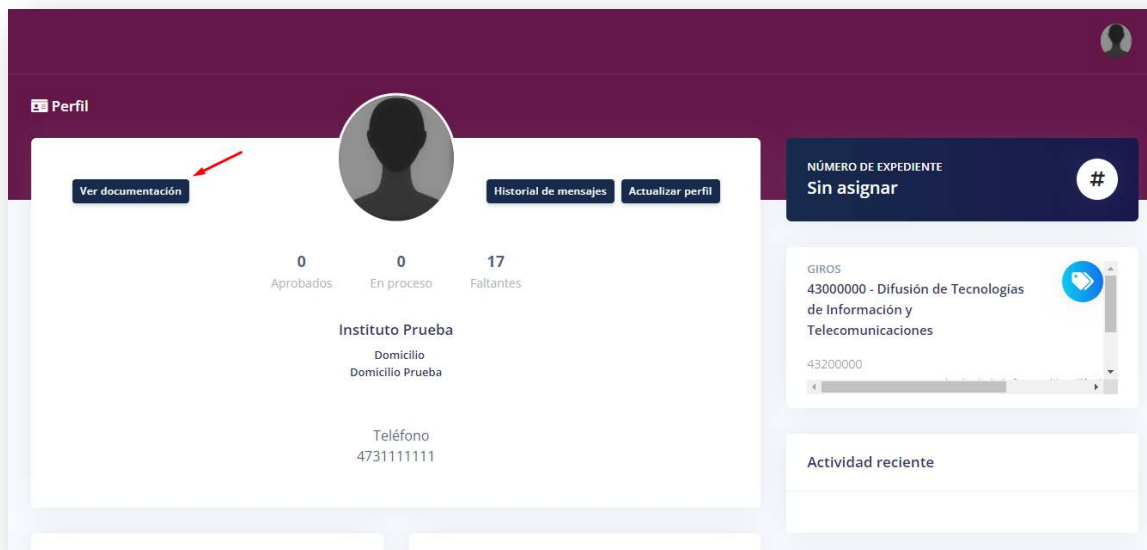 Perfil
Ver documentación
Historial de mensajes
Actualizar perfil
0
Aprobados
0
En proceso
17
Faltantes
Instituto Prueba
Domicilio
Domicilio Prueba
Teléfono
4731111111
NÚMERO DE EXPEDIENTE
Sin asignar
#
GIROS
43000000 - Difusión de Tecnologías
de Información y
Telecomunicaciones
43200000
Actividad reciente